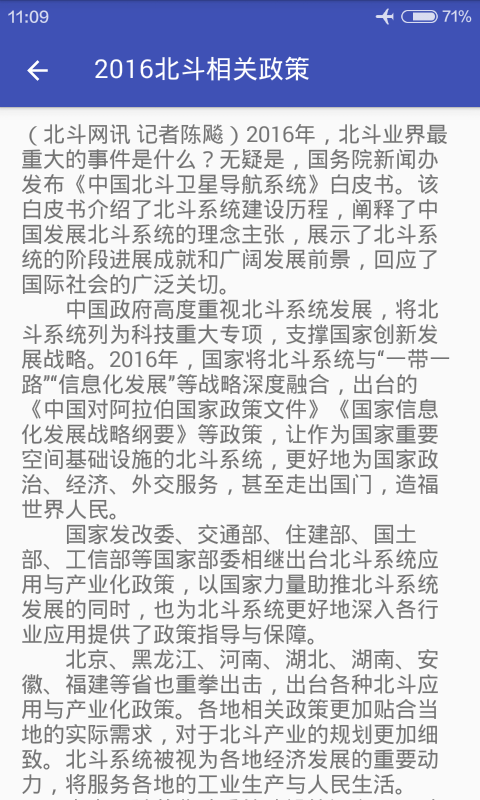 11:09
71%
2016北斗相关政策
（北斗网讯 记者陈飚）2016年，北斗业界最
重大的事件是什么？无疑是，国务院新闻办
发布《中国北斗卫星导航系统》白皮书。该
白皮书介绍了北斗系统建设历程，阐释了中
国发展北斗系统的理念主张，展示了北斗系
统的阶段进展成就和广阔发展前景，回应了
国际社会的广泛关切。
中国政府高度重视北斗系统发展，将北
斗系统列为科技重大专项，支撑国家创新发
展战略。2016年，国家将北斗系统与“一带一
路”“信息化发展”等战略深度融合，出台的
《中国对阿拉伯国家政策文件》《国家信息
化发展战略纲要》等政策，让作为国家重要
空间基础设施的北斗系统，更好地为国家政
治、经济、外交服务，甚至走出国门，造福
世界人民。
国家发改委、交通部、住建部、国土
部、工信部等国家部委相继出台北斗系统应
用与产业化政策，以国家力量助推北斗系统
发展的同时，也为北斗系统更好地深入各行
业应用提供了政策指导与保障。
北京、黑龙江、河南、湖北、湖南、安
徽、福建等省也重拳出击，出台各种北斗应
用与产业化政策。各地相关政策更加贴合当
地的实际需求，对于北斗产业的规划更加细
致。北斗系统被视为各地经济发展的重要动
力，将服务各地的工业生产与人民生活。